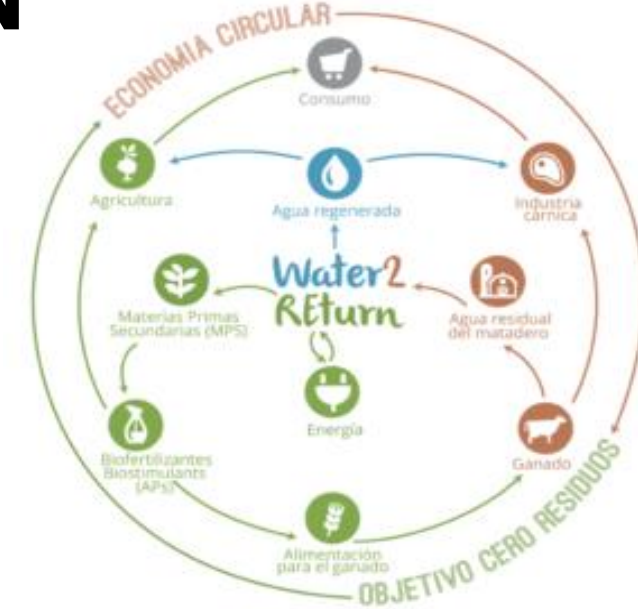 N
ECONOMIA CIRCULAR
Consumo
Agricultura
Agua regenerada
Industria
cárnica
Water2
REturn
Materias Primas
Secundarias (MPS)
Agua residual
del matadero
Energía
Biofertilizantes
Biostimulants
(APs)
Ganado
Alimentación
para el ganado
OBJETIVO CERO RESIDUOS